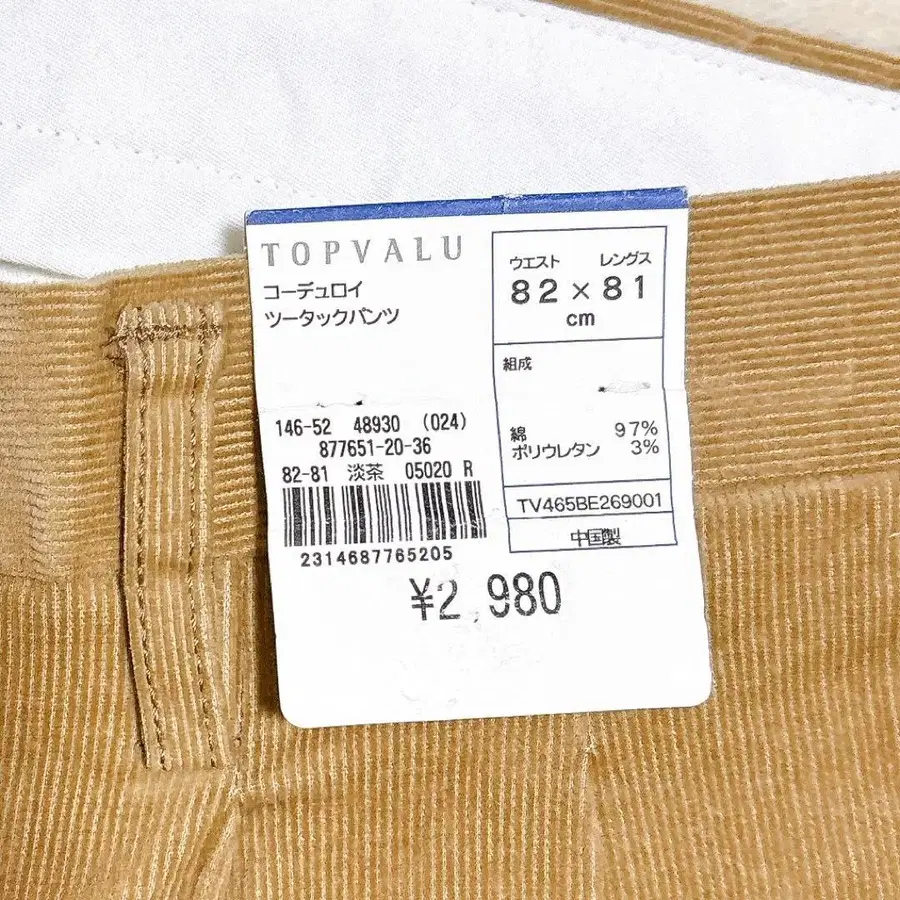 TOPVALU
コーデュロイ
ツータックパンツ
ウエスト レングス
82×81
cm
組成
綿 97%
ポリウレタン 3%
TV465BE269001
中国製
146-52 48930 (024)
877651-20-36
82-81 淡茶 05020 R
2314687765205
¥2,980